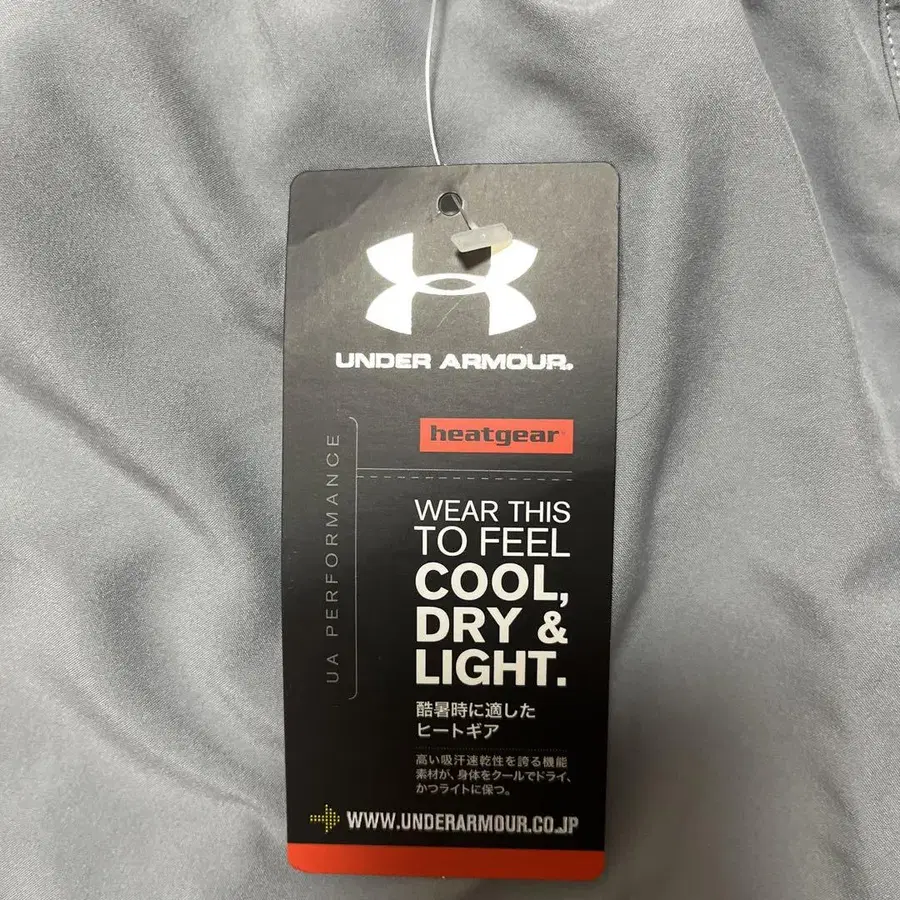 UNDER ARMOUR.
heatgear
UA PERFORMANCE
WEAR THIS
TO FEEL
COOL,
DRY &
LIGHT.
酷暑時に適した
ヒートギア
高い吸汗速乾性を誇る機能
素材が、身体をクールでドライ、
かつライトに保つ。
WWW.UNDERARMOUR.CO.JP